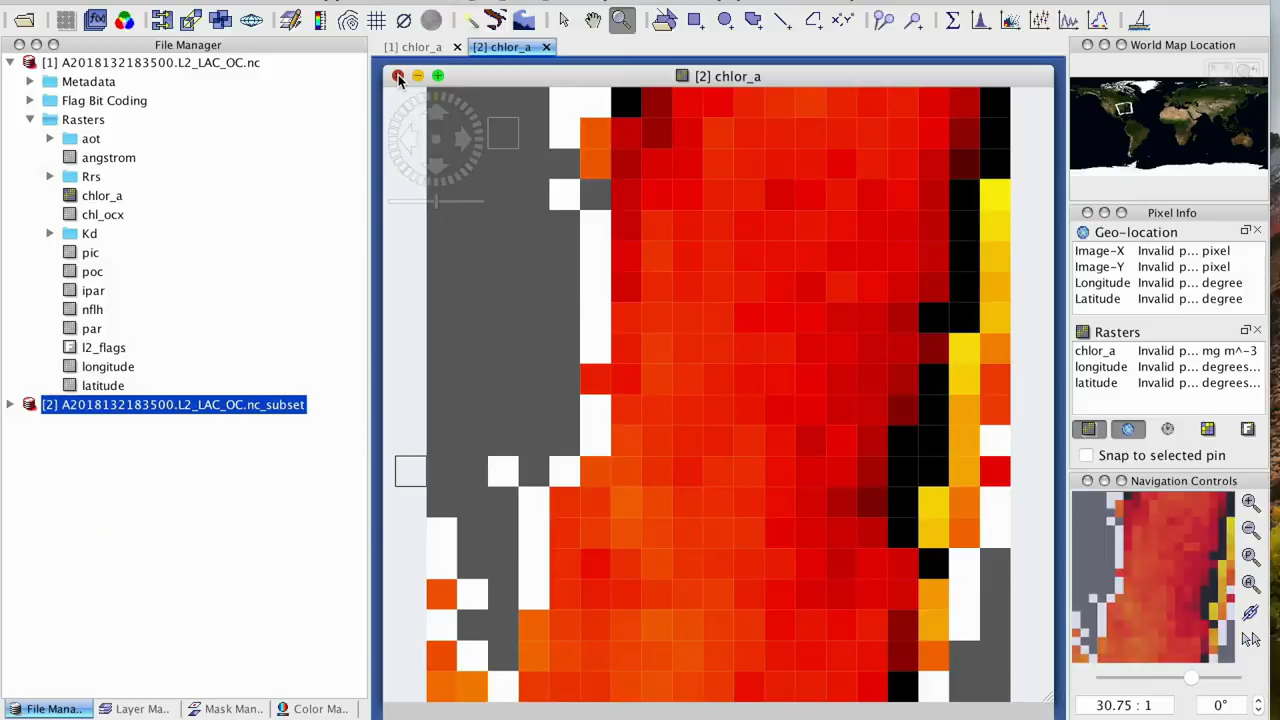 File Manager
[1] chlor_a
[2] chlor_a
World Map Location
[1] A2018132183500.L2_LAC_OC.nc
[2] chlor_a
Metadata
Flag Bit Coding
Rasters
aot
angstrom
Rrs
chlor_a
chl_ocx
Kd
pic
poc
ipar
nflh
par
l2_flags
longitude
latitude
[2] A2018132183500.L2_LAC_OC.nc_subset
Pixel Info
Geo-location
Image-X Invalid p... pixel
Image-Y Invalid p... pixel
Longitude Invalid p... degree
Latitude Invalid p... degree
Rasters
chlor_a Invalid p... mg m^-3
longitude Invalid p... degrees...
latitude Invalid p... degrees...
Snap to selected pin
Navigation Controls
30.75 : 1 0°
File Mana... Layer Ma... Mask Man... Color Ma...